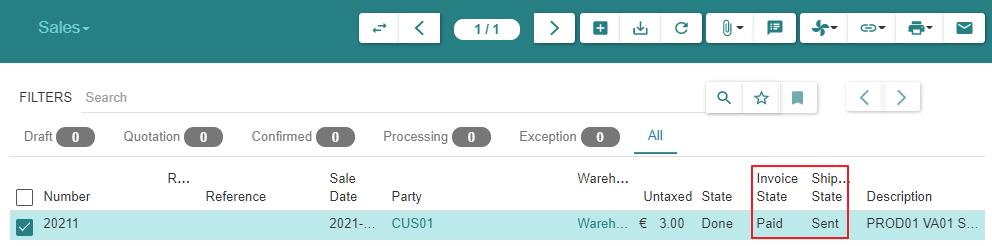 Sales
1 / 1
FILTERS Search
Draft 0 Quotation 0 Confirmed 0 Processing 0 Exception 0 All
R... Sale Wareh... Invoice Ship...
Number Reference Date Party Untaxed State State State Description
20211 2021-... CUS01 Wareh... € 3.00 Done Paid Sent PROD01 VA01 S...